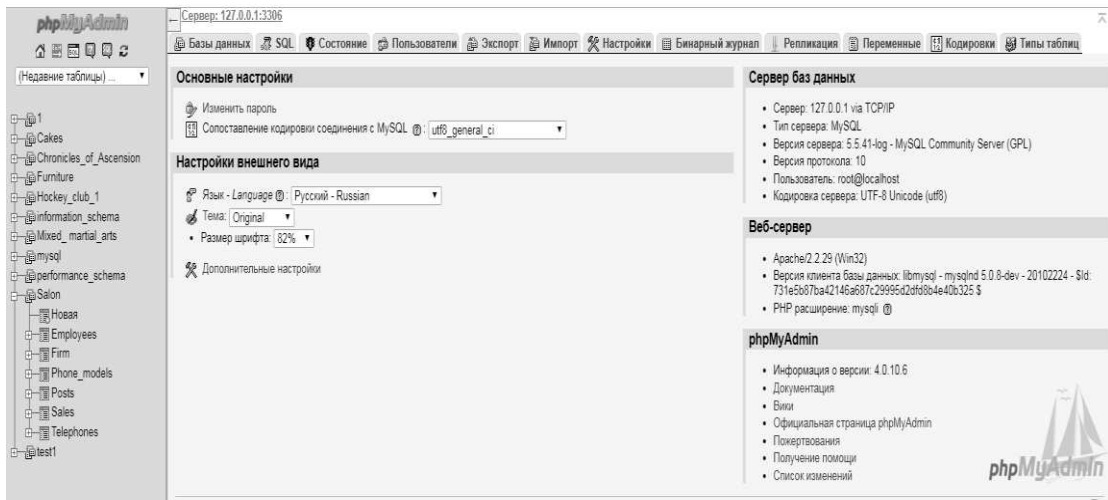 phpMyAdmin
(Недавние таблицы) ...
1
Cakes
Chronicles_of_Ascension
Furniture
Hockey_club_1
information_schema
Mixed_ martial_arts
mysql
performance_schema
Salon
Новая
Employees
Firm
Phone_models
Posts
Sales
Telephones
test1
Сервер: 127.0.0.1:3306
Базы данных SQL Состояние Пользователи Экспорт Импорт Настройки Бинарный журнал Репликация Переменные Кодировки Типы таблиц
Основные настройки
Изменить пароль
Сопоставление кодировки соединения с MySQL : utf8_general_ci
Настройки внешнего вида
Язык - Language : Русский - Russian
Тема: Original
• Размер шрифта: 82%
Дополнительные настройки
Сервер баз данных
• Сервер: 127.0.0.1 via TCP/IP
• Тип сервера: MySQL
• Версия сервера: 5.5.41-log - MySQL Community Server (GPL)
• Версия протокола: 10
• Пользователь: root@localhost
• Кодировка сервера: UTF-8 Unicode (utf8)
Веб-сервер
• Apache/2.2.29 (Win32)
• Версия клиента базы данных: libmysql - mysqlnd 5.0.8-dev - 20102224 - $Id:
731e5b87ba42146a687c29995d2dfd8b4e40b325 $
• PHP расширение: mysqli
phpMyAdmin
• Информация о версии: 4.0.10.6
• Документация
• Вики
• Официальная страница phpMyAdmin
• Пожертвования
• Получение помощи
• Список изменений
phpMyAdmin